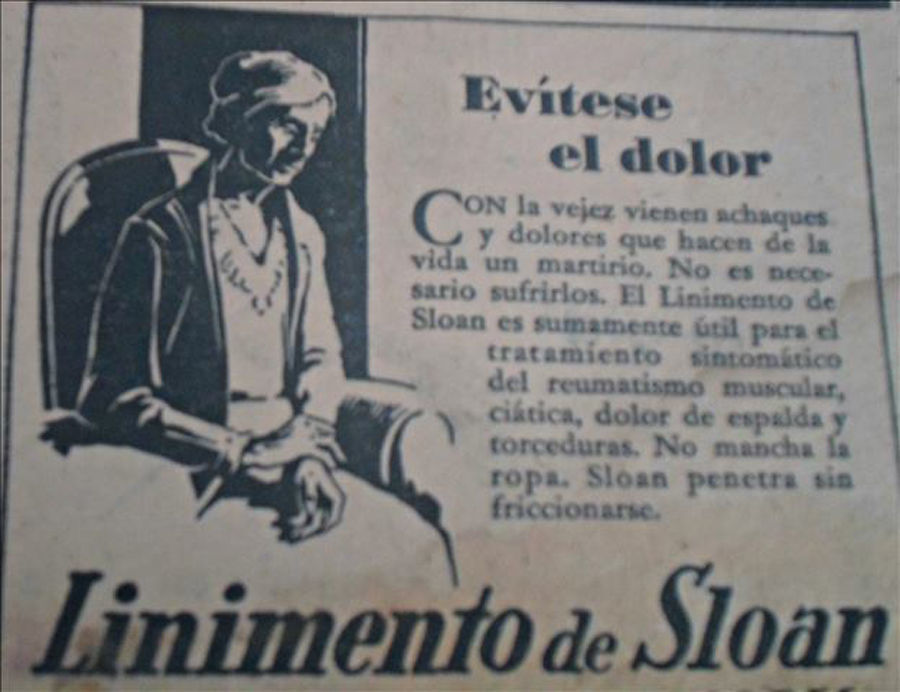 Evítese
el dolor
CON la vejez vienen achaques
y dolores que hacen de la
vida un martirio. No es nece-
sario sufrirlos. El Linimento de
Sloan es sumamente útil para el
tratamiento sintomático
del reumatismo muscular,
ciática, dolor de espalda y
torceduras. No mancha la
ropa. Sloan penetra sin
friccionarse.
Linimento de Sloan